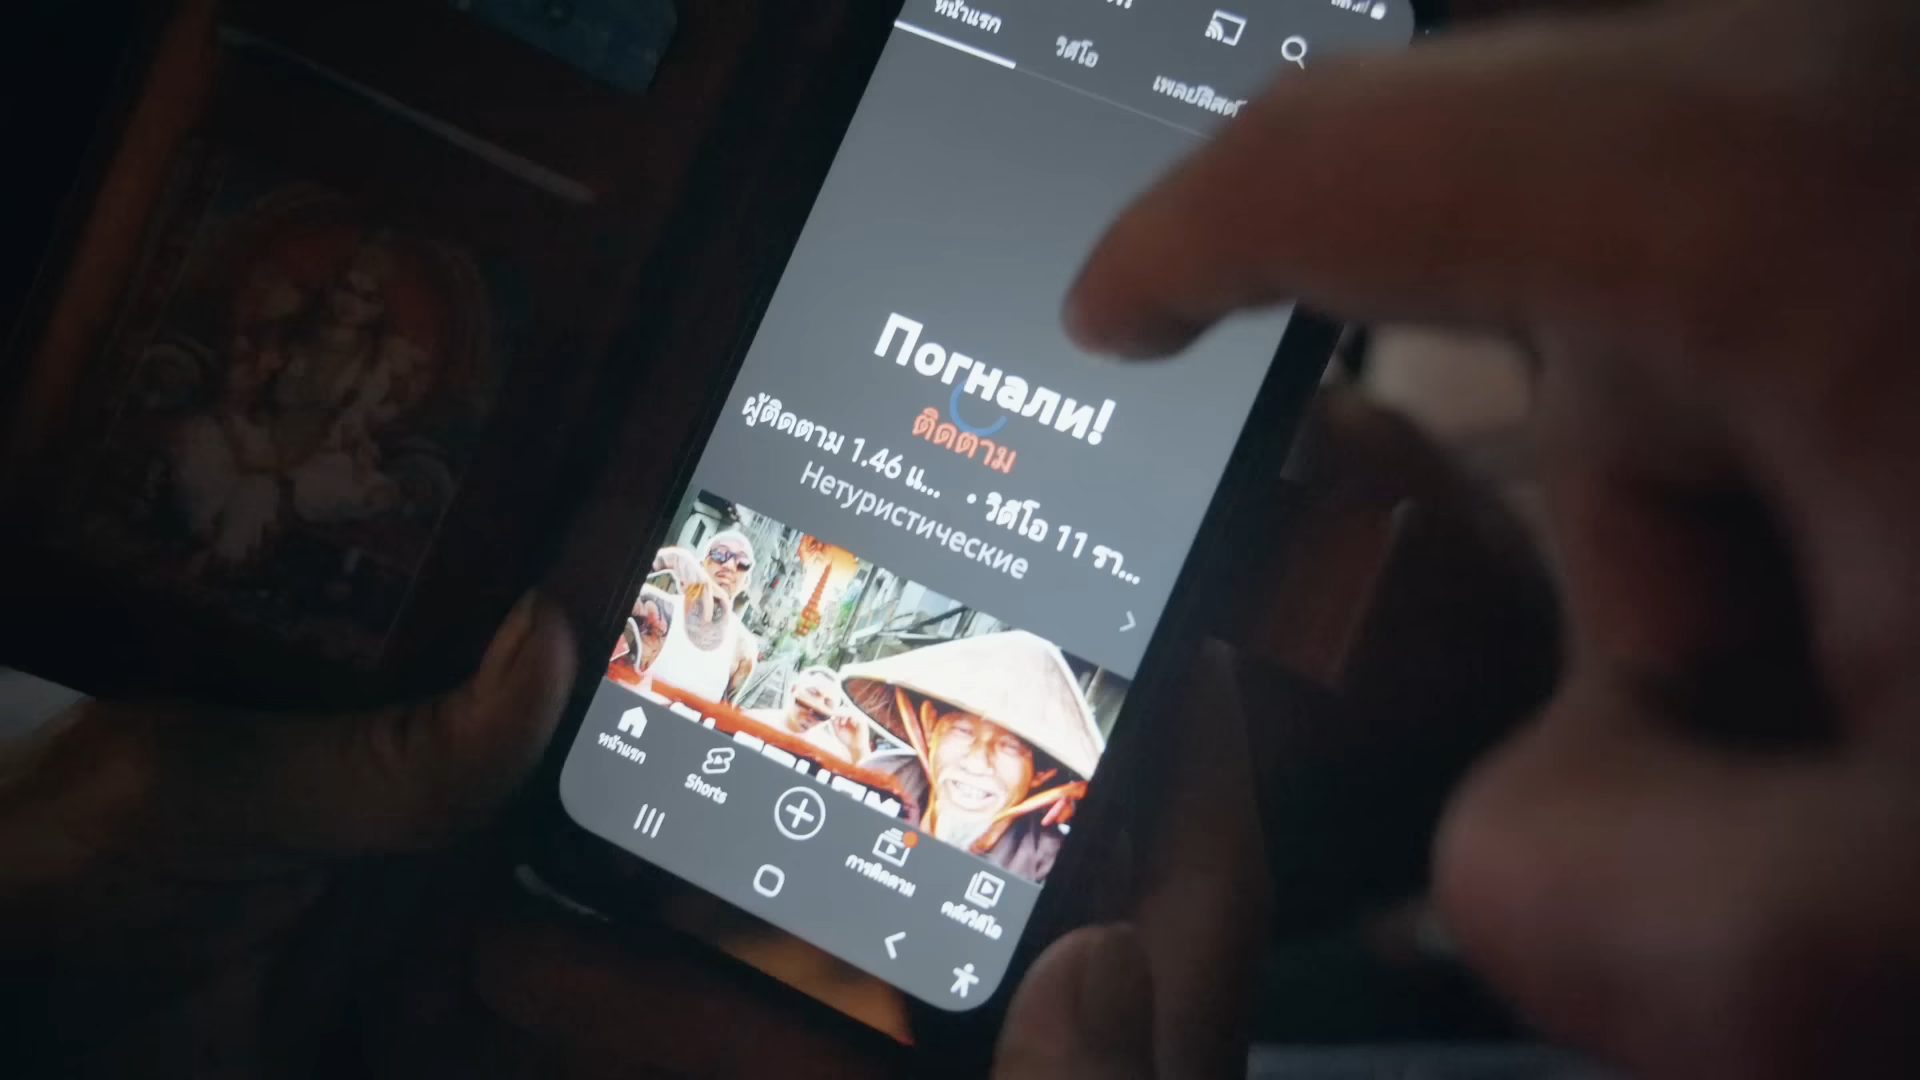 หน้าแรก
วิดีโอ
เพลย์ลิสต์
Погнали!
ติดตาม
ผู้ติดตาม 1.46 แ... • วิดีโอ 11 รา...
Нетуристические
หน้าแรก
Shorts
การติดตาม
คลังวิดีโอ